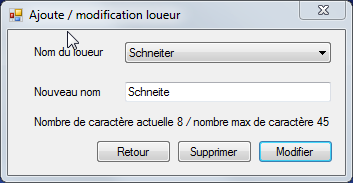 Ajoute / modification loueur
Nom du loueur Schneiter
Nouveau nom Schneite
Nombre de caractère actuelle 8 / nombre max de caractère 45
Retour Supprimer Modifier